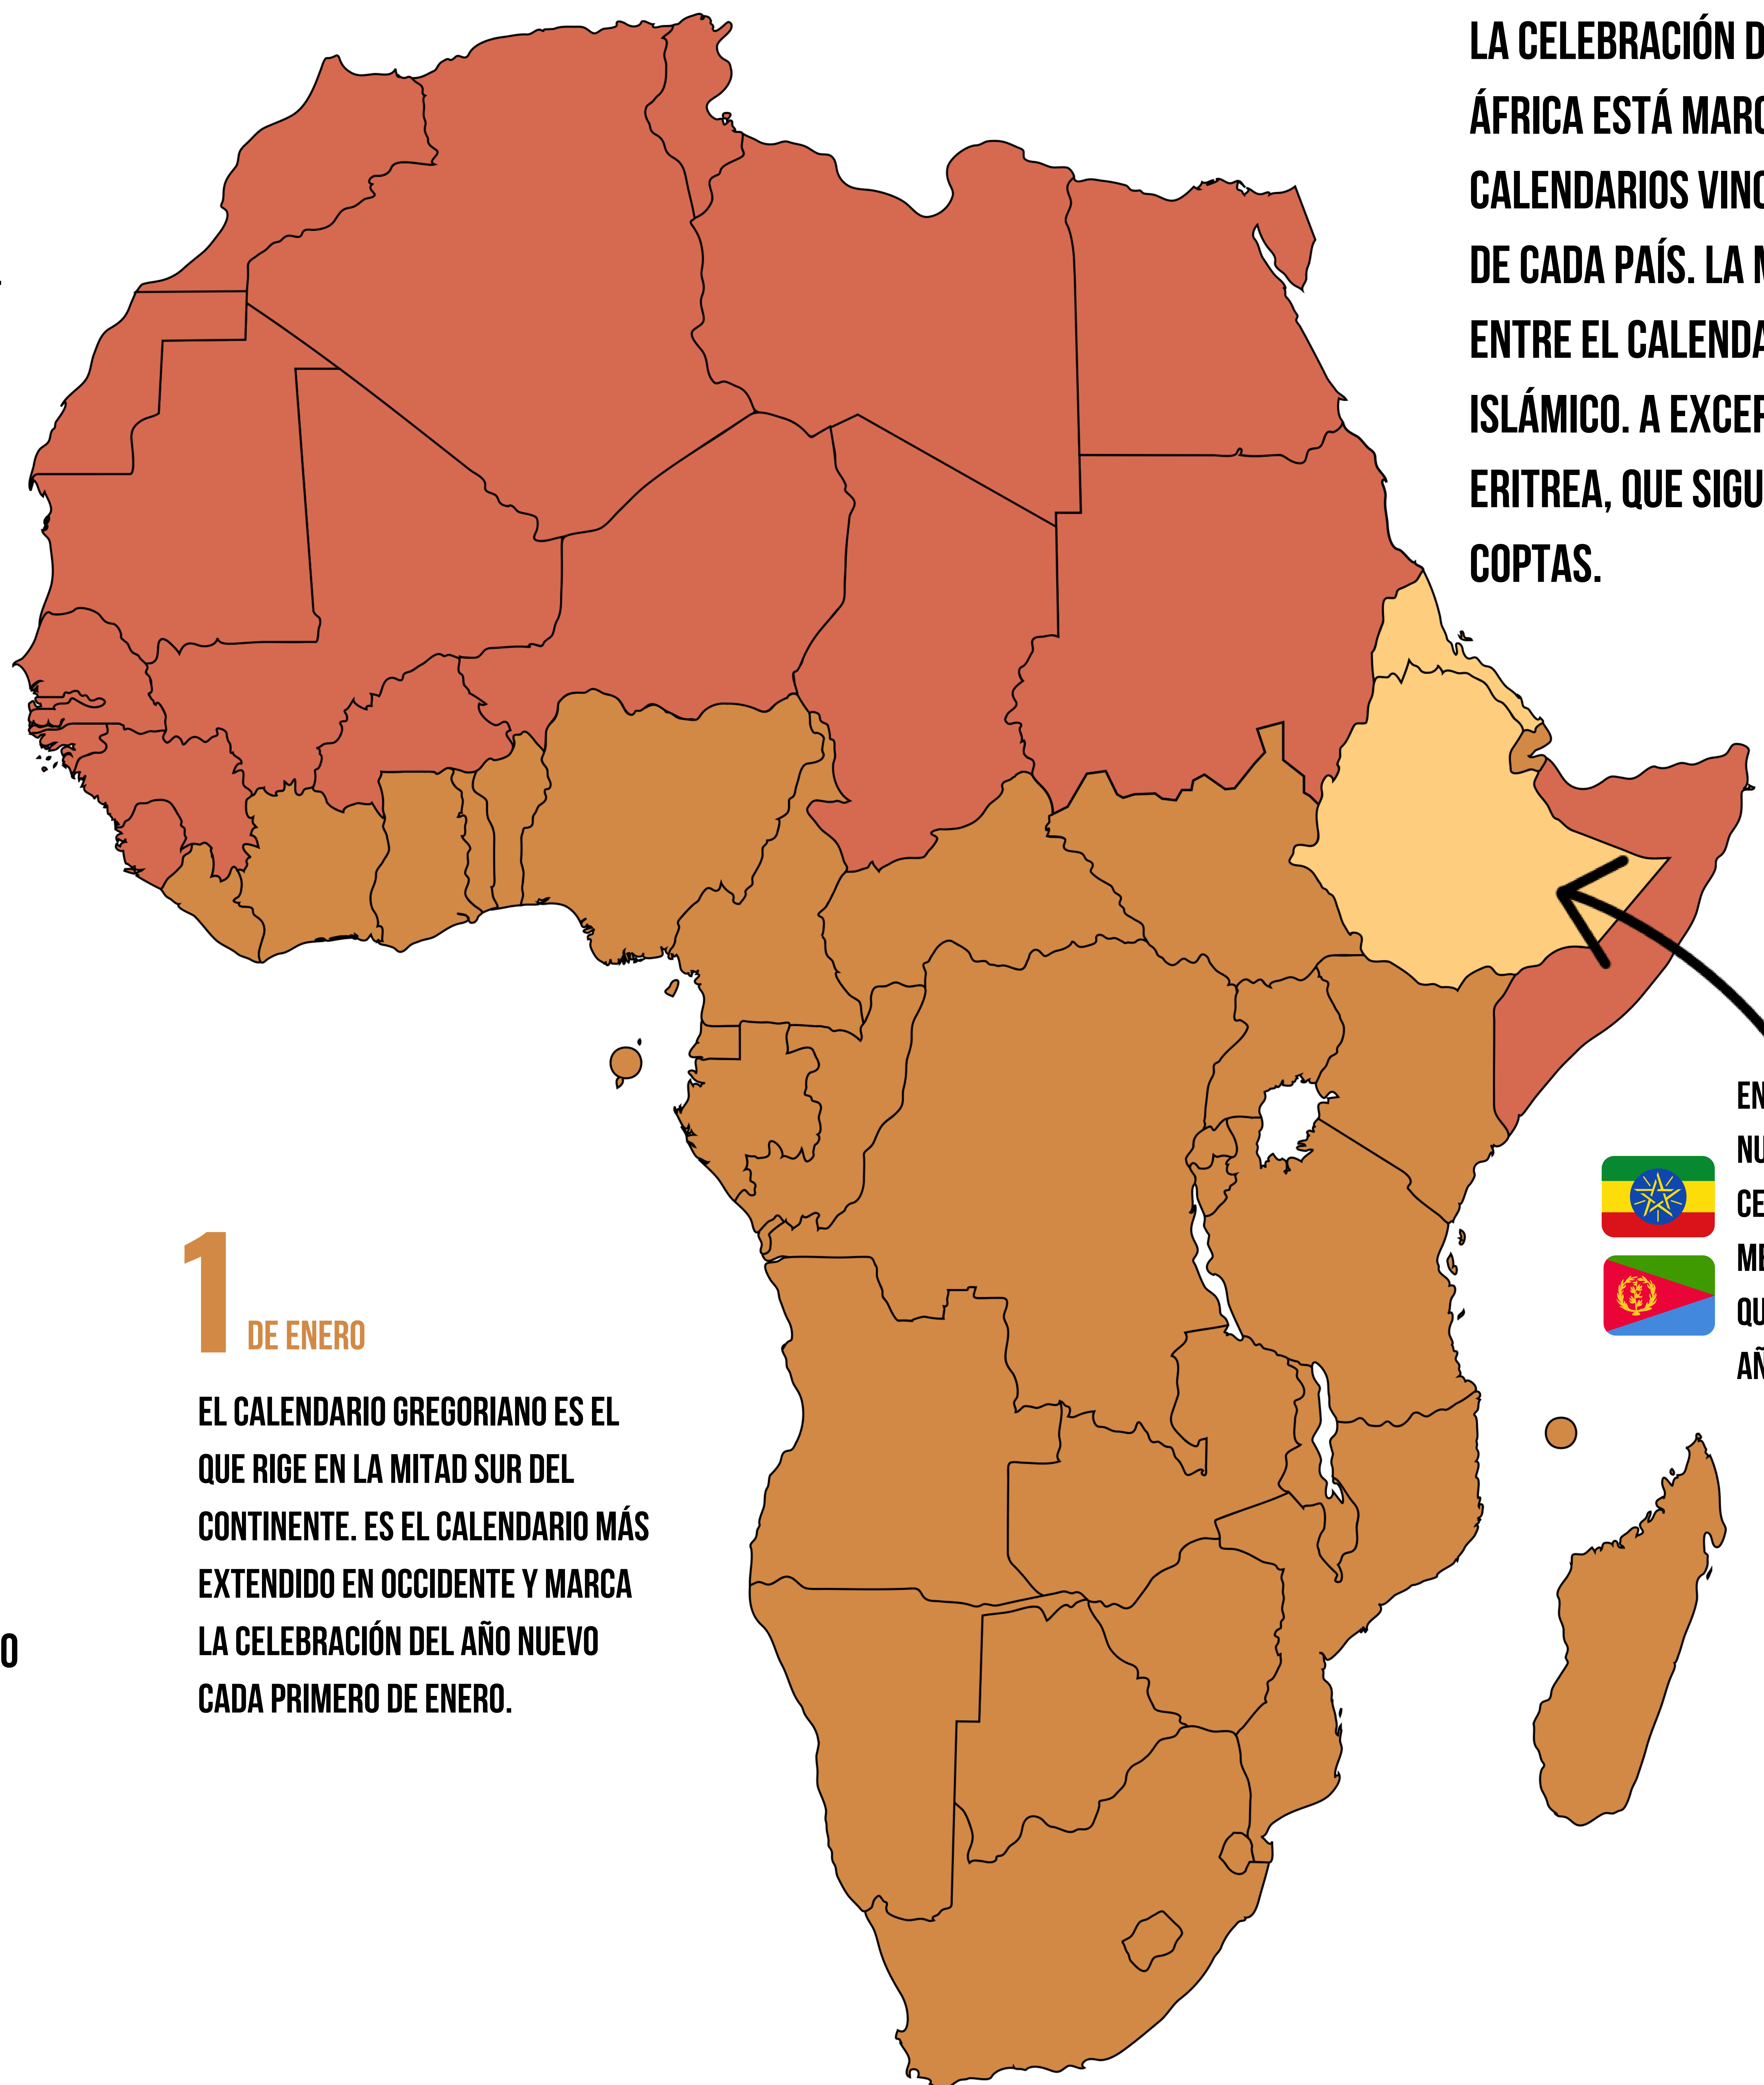 LA CELEBRACIÓN D
ÁFRICA ESTÁ MARC
CALENDARIOS VINC
DE CADA PAÍS. LA M
ENTRE EL CALENDA
ISLÁMICO. A EXCEP
ERITREA, QUE SIGU
COPTAS.
EN
NU
CE
ME
QU
AÑ
1 DE ENERO
EL CALENDARIO GREGORIANO ES EL
QUE RIGE EN LA MITAD SUR DEL
CONTINENTE. ES EL CALENDARIO MÁS
EXTENDIDO EN OCCIDENTE Y MARCA
LA CELEBRACIÓN DEL AÑO NUEVO
CADA PRIMERO DE ENERO.
O